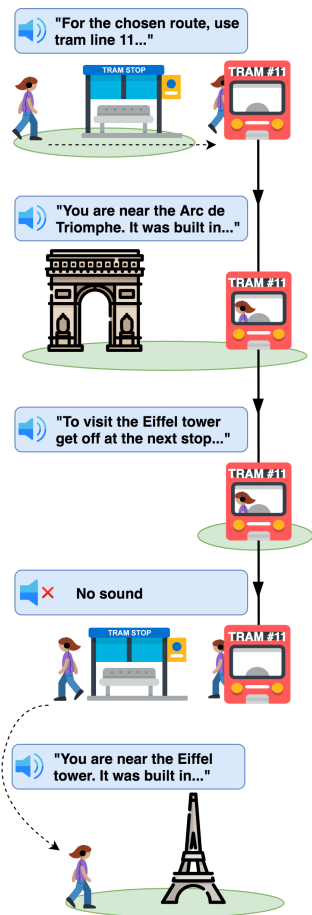 "For the chosen route, use
tram line 11..."
TRAM STOP
TRAM #11
"You are near the Arc de
Triomphe. It was built in..."
TRAM #11
"To visit the Eiffel tower
get off at the next stop..."
TRAM #11
No sound
TRAM STOP
TRAM #11
"You are near the Eiffel
tower. It was built in..."